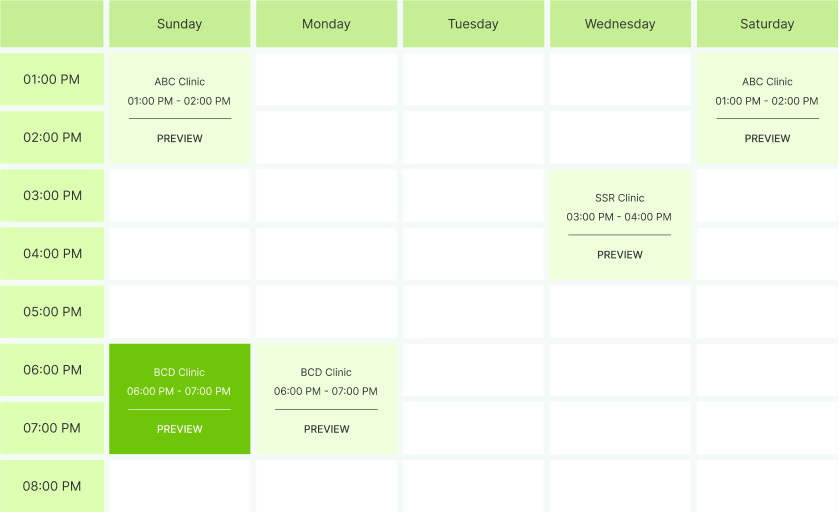 Sunday
Monday
Tuesday
Wednesday
Saturday
01:00 PM
ABC Clinic
01:00 PM - 02:00 PM
PREVIEW
ABC Clinic
01:00 PM - 02:00 PM
PREVIEW
02:00 PM
03:00 PM
SSR Clinic
03:00 PM - 04:00 PM
PREVIEW
04:00 PM
05:00 PM
06:00 PM
BCD Clinic
06:00 PM - 07:00 PM
PREVIEW
BCD Clinic
06:00 PM - 07:00 PM
PREVIEW
07:00 PM
08:00 PM